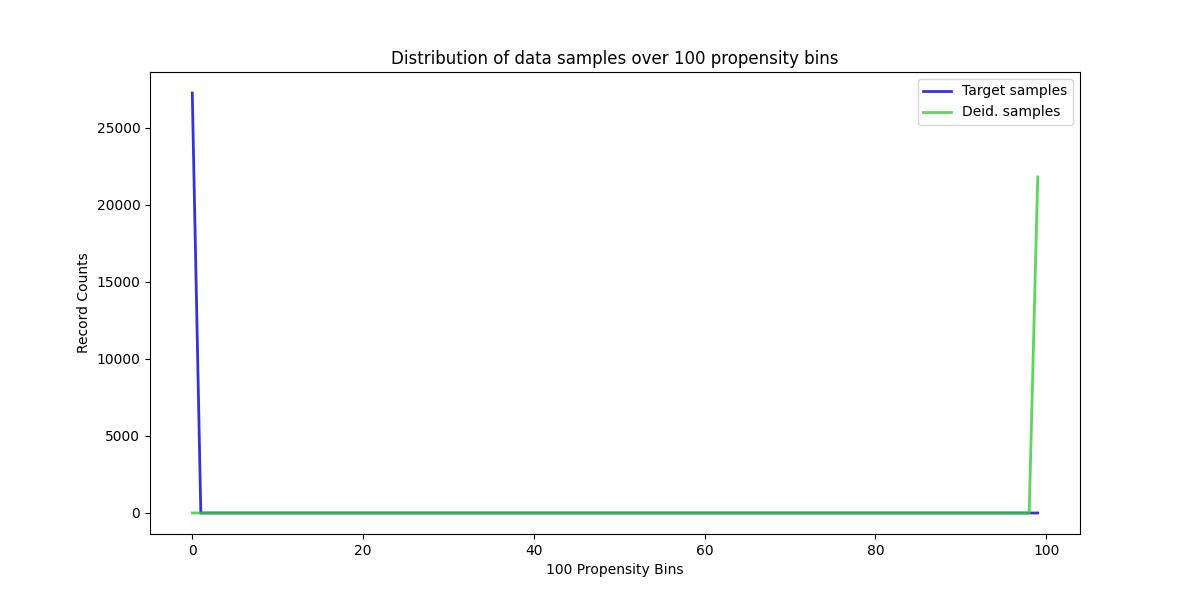 Distribution of data samples over 100 propensity bins
Target samples
Deid. samples
25000
20000
15000
10000
5000
0
Record Counts
0 20 40 60 80 100
100 Propensity Bins